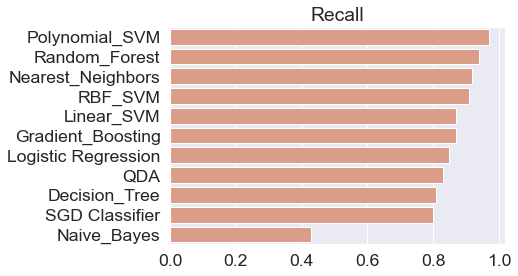 Recall
Polynomial_SVM
Random_Forest
Nearest_Neighbors
RBF_SVM
Linear_SVM
Gradient_Boosting
Logistic Regression
QDA
Decision_Tree
SGD Classifier
Naive_Bayes
0.0 0.2 0.4 0.6 0.8 1.0